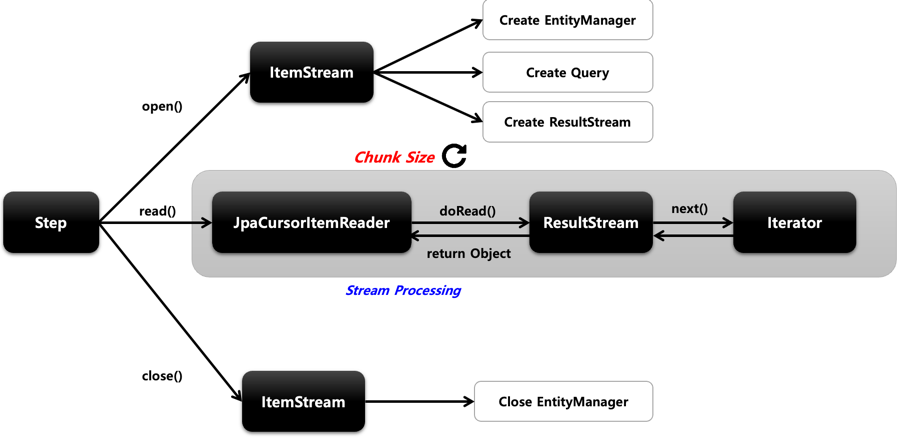 Create EntityManager
ItemStream
Create Query
open()
Create ResultStream
Chunk Size
Step
read()
JpaCursorItemReader
doRead()
ResultStream
next()
Iterator
return Object
Stream Processing
close()
ItemStream
Close EntityManager